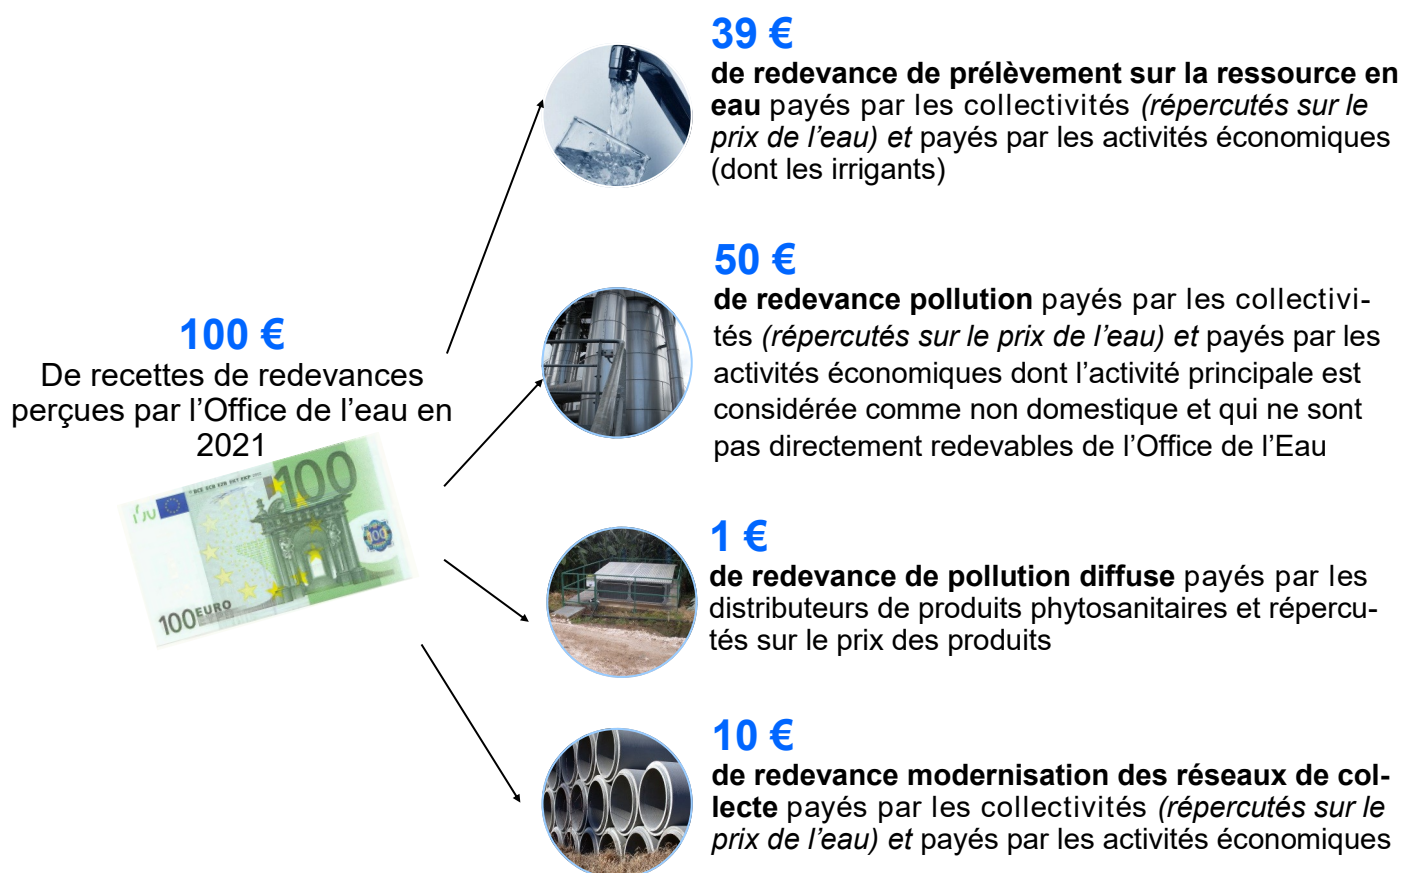 39 €
de redevance de prélèvement sur la ressource en
eau payés par les collectivités (répercutés sur le
prix de l’eau) et payés par les activités économiques
(dont les irrigants)
50 €
de redevance pollution payés par les collectivi-
tés (répercutés sur le prix de l’eau) et payés par les
activités économiques dont l’activité principale est
considérée comme non domestique et qui ne sont
pas directement redevables de l’Office de l’Eau
100 €
De recettes de redevances
perçues par l’Office de l’eau en
2021
100
100
100 EURO
1 €
de redevance de pollution diffuse payés par les
distributeurs de produits phytosanitaires et répercu-
tés sur le prix des produits
10 €
de redevance modernisation des réseaux de col-
lecte payés par les collectivités (répercutés sur le
prix de l’eau) et payés par les activités économiques